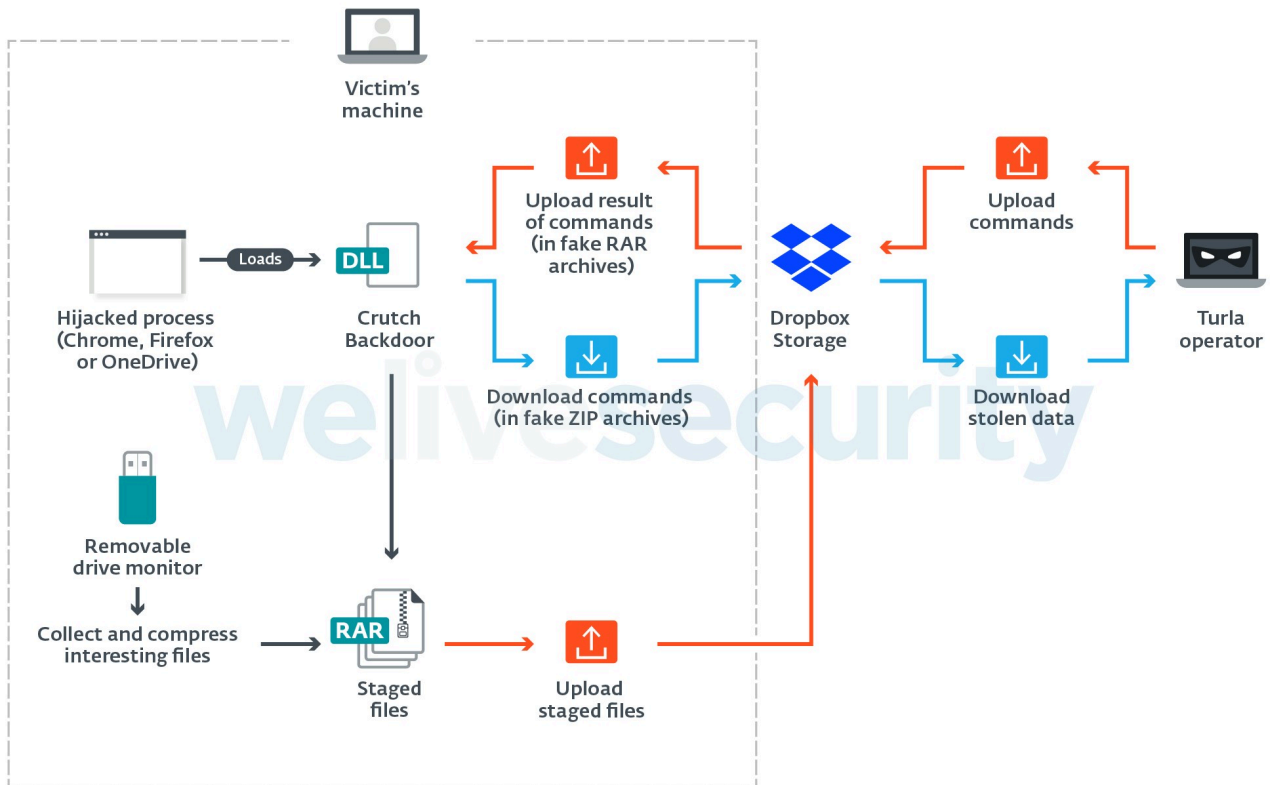 Victim's
machine
Upload result
of commands
(in fake RAR
archives)
Upload
commands
Loads
DLL
Hijacked process
(Chrome, Firefox
or OneDrive)
Crutch
Backdoor
Dropbox
Storage
Turla
operator
Download commands
(in fake ZIP archives)
Download
stolen data
welivesecurity
Removable
drive monitor
Collect and compress
interesting files
RAR
Staged
files
Upload
staged files